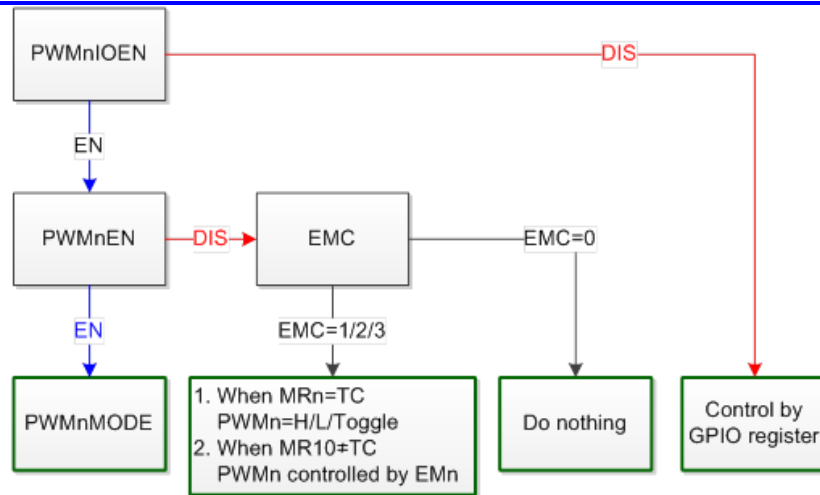 PWMnIOEN
DIS
EN
PWMnEN
DIS
EMC
EMC=0
EN
EMC=1/2/3
PWMnMODE
1. When MRn=TC
PWMn=H/L/Toggle
2. When MR10≠TC
PWMn controlled by EMn
Do nothing
Control by
GPIO register